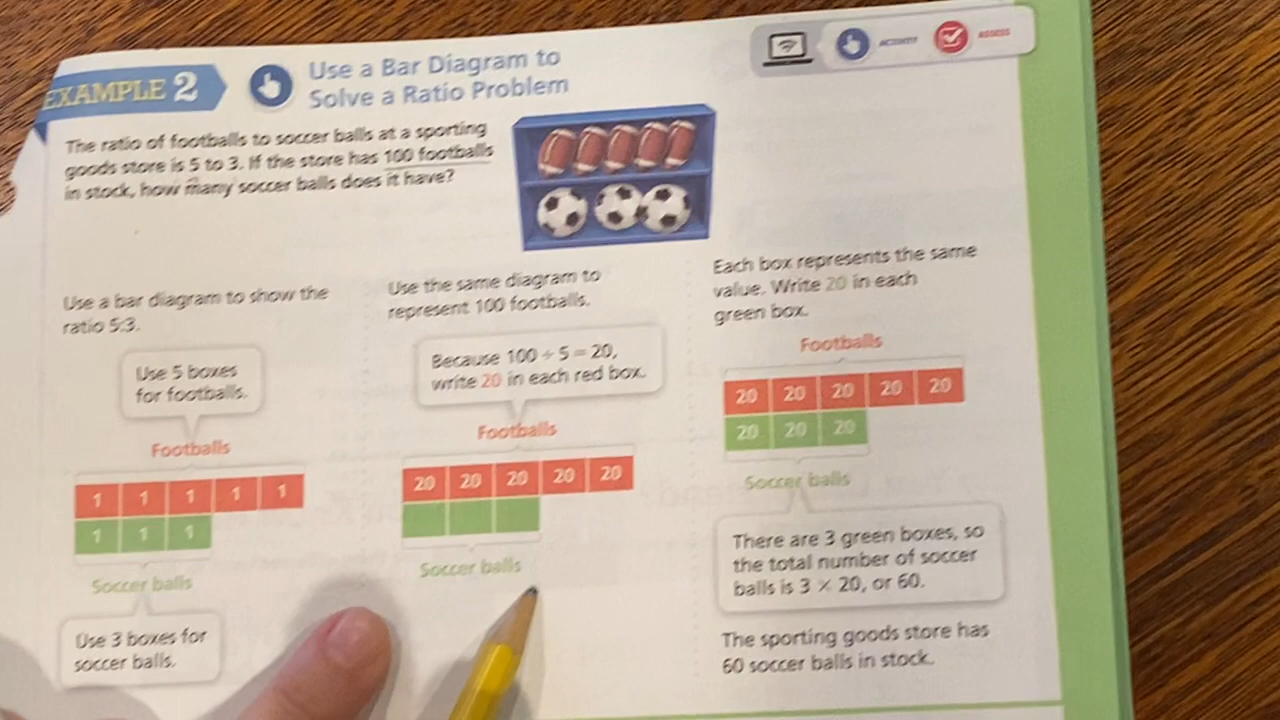 EXAMPLE 2
Use a Bar Diagram to
Solve a Ratio Problem
ACTIVITY
ASSESS
The ratio of footballs to soccer balls at a sporting
goods store is 5 to 3. If the store has 100 footballs
in stock, how many soccer balls does it have?
Use a bar diagram to show the
ratio 5:3.
Use 5 boxes
for footballs.
Footballs
1 1 1 1 1
1 1 1
Soccer balls
Use 3 boxes for
soccer balls.
Use the same diagram to
represent 100 footballs.
Because 100 ÷ 5 = 20,
write 20 in each red box.
Footballs
20 20 20 20 20
Soccer balls
Each box represents the same
value. Write 20 in each
green box.
Footballs
20 20 20 20 20
20 20 20
Soccer balls
There are 3 green boxes, so
the total number of soccer
balls is 3 × 20, or 60.
The sporting goods store has
60 soccer balls in stock.